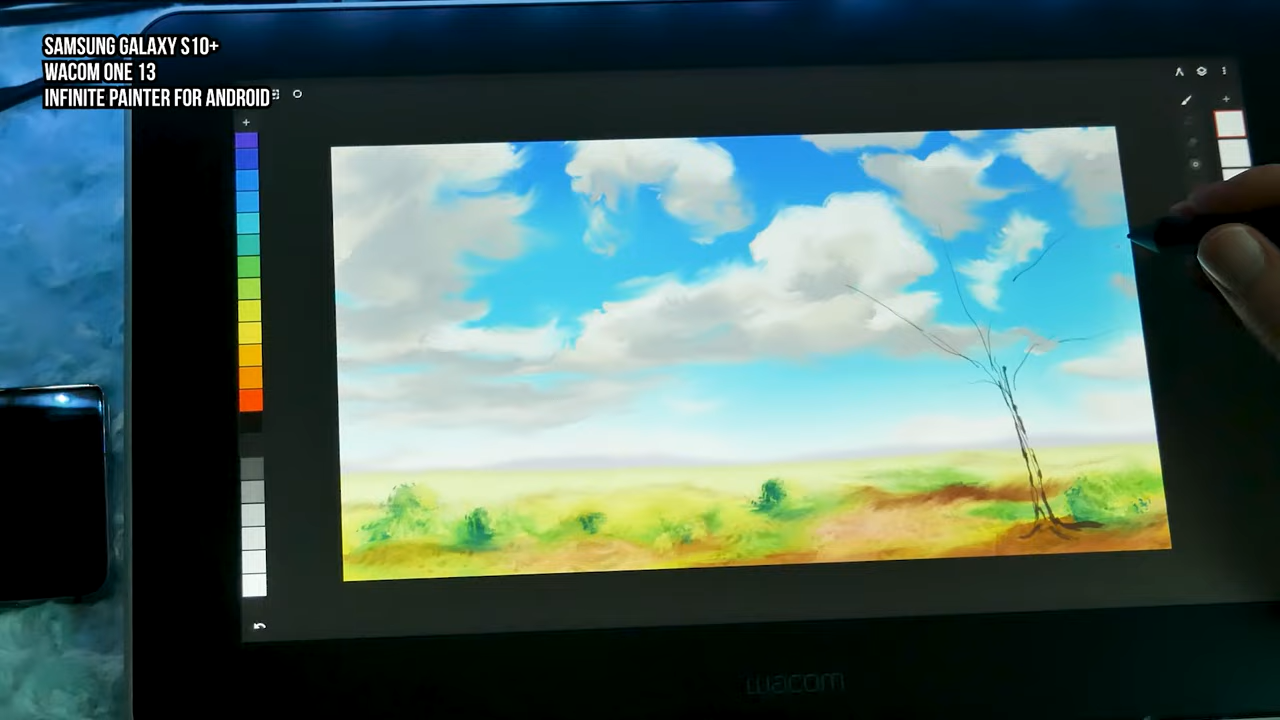 SAMSUNG GALAXY S10+
WACOM ONE 13
INFINITE PAINTER FOR ANDROID
wacom